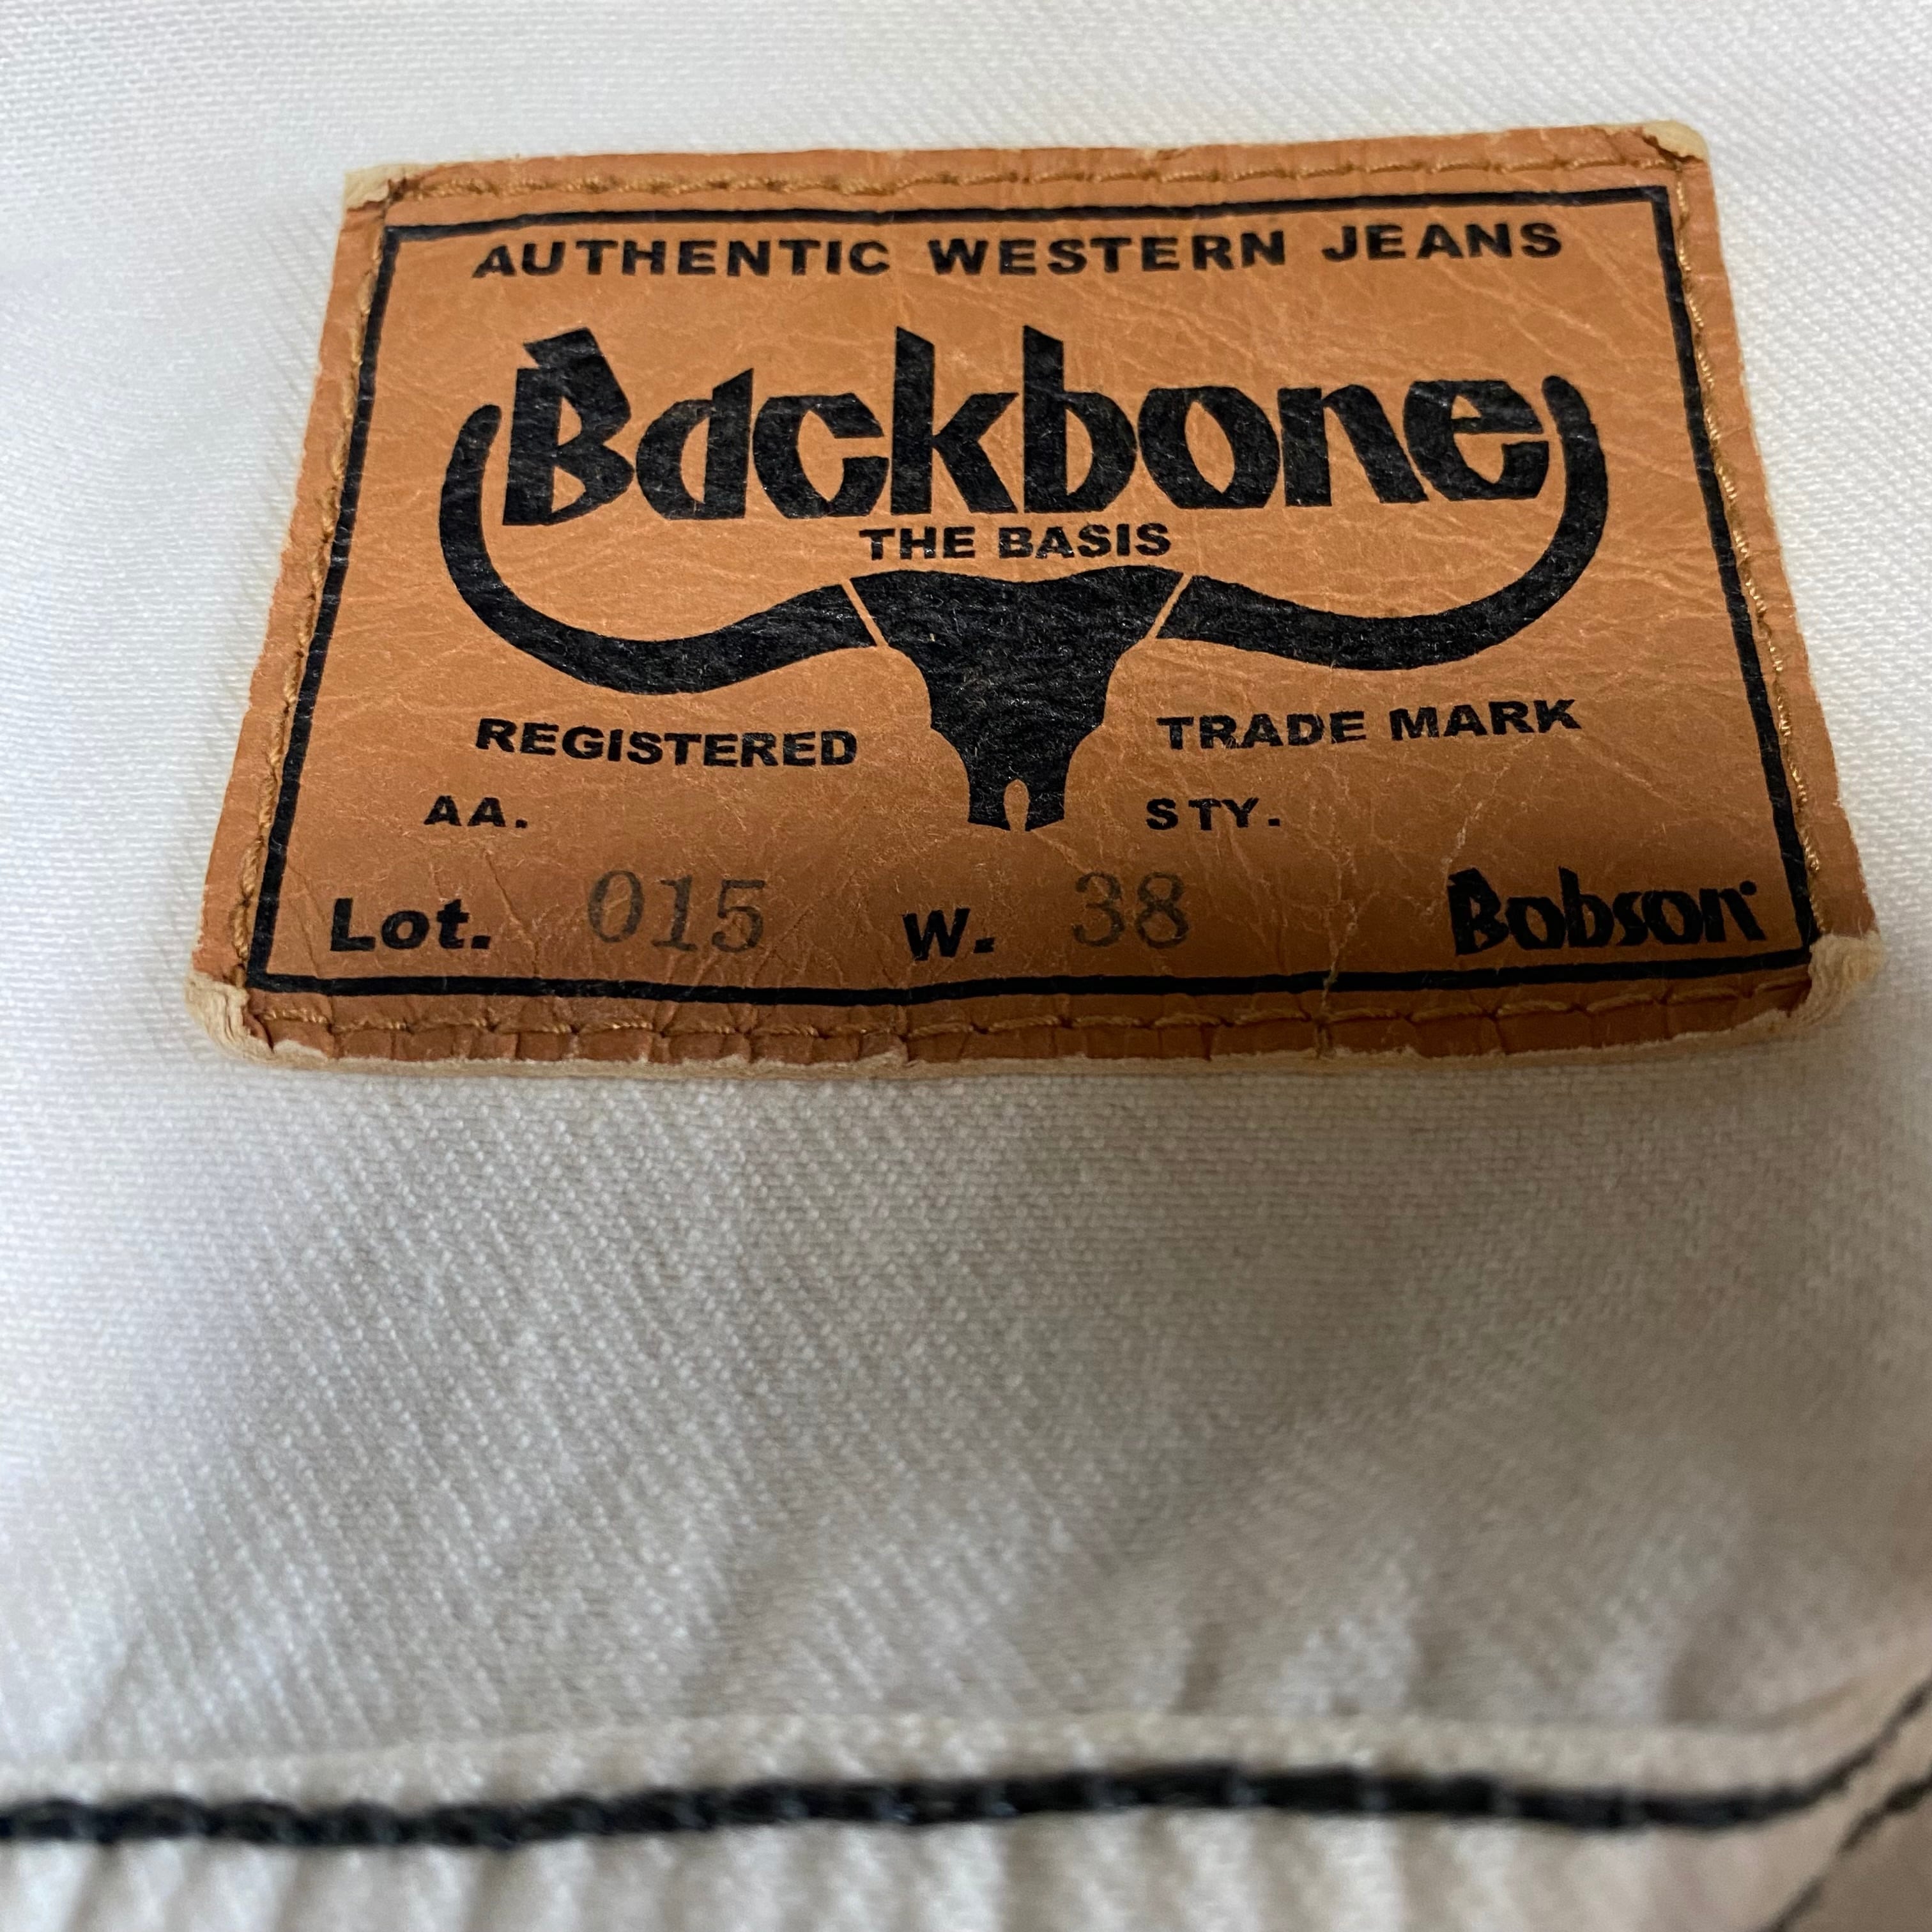 AUTHENTIC WESTERN JEANS
Backbone
THE BASIS
REGISTERED TRADE MARK
AA. STY.
Lot. 015 W. 38 Bobson